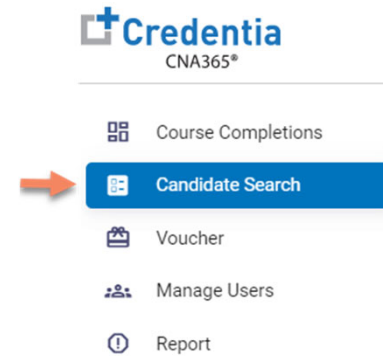 Credentia
CNA365®
Course Completions
Candidate Search
Voucher
Manage Users
Report